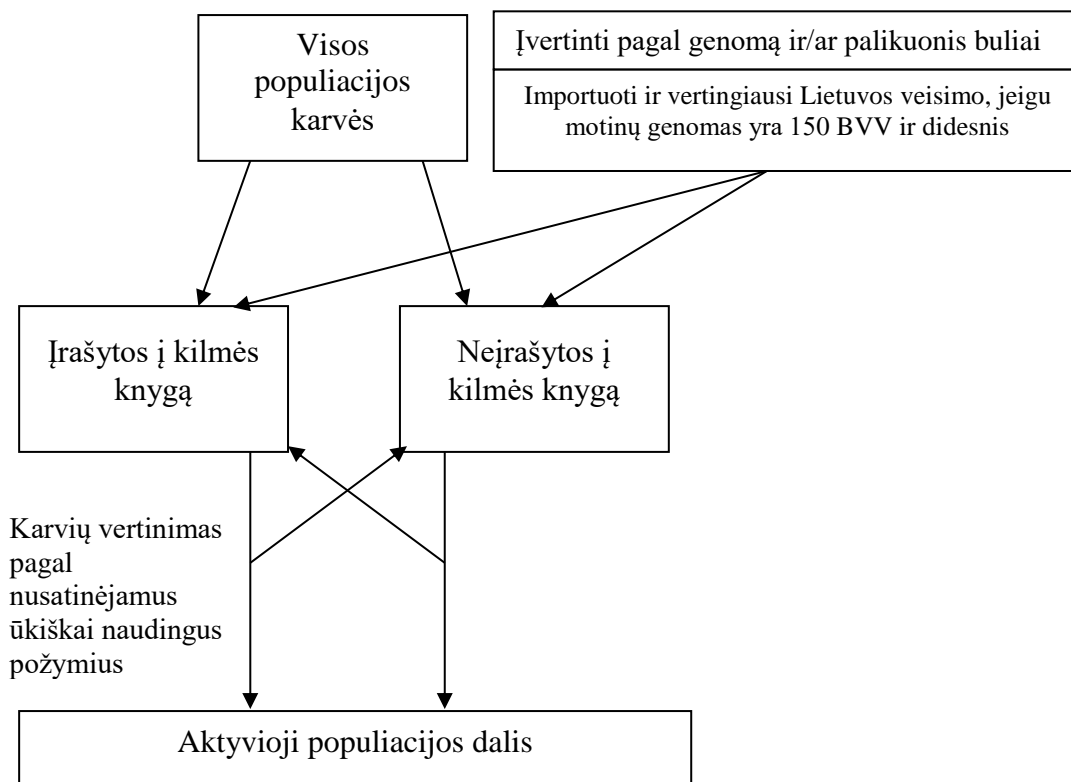 Visos
populiacijos
karvės
Įvertinti pagal genomą ir/ar palikuonis buliai
Importuoti ir vertingiausi Lietuvos veisimo, jeigu
motinų genomas yra 150 BVV ir didesnis
Įrašytos į kilmės
knygą
Neįrašytos į
kilmės knygą
Karvių vertinimas
pagal
nusatinėjamus
ūkiškai naudingus
požymius
Aktyvioji populiacijos dalis